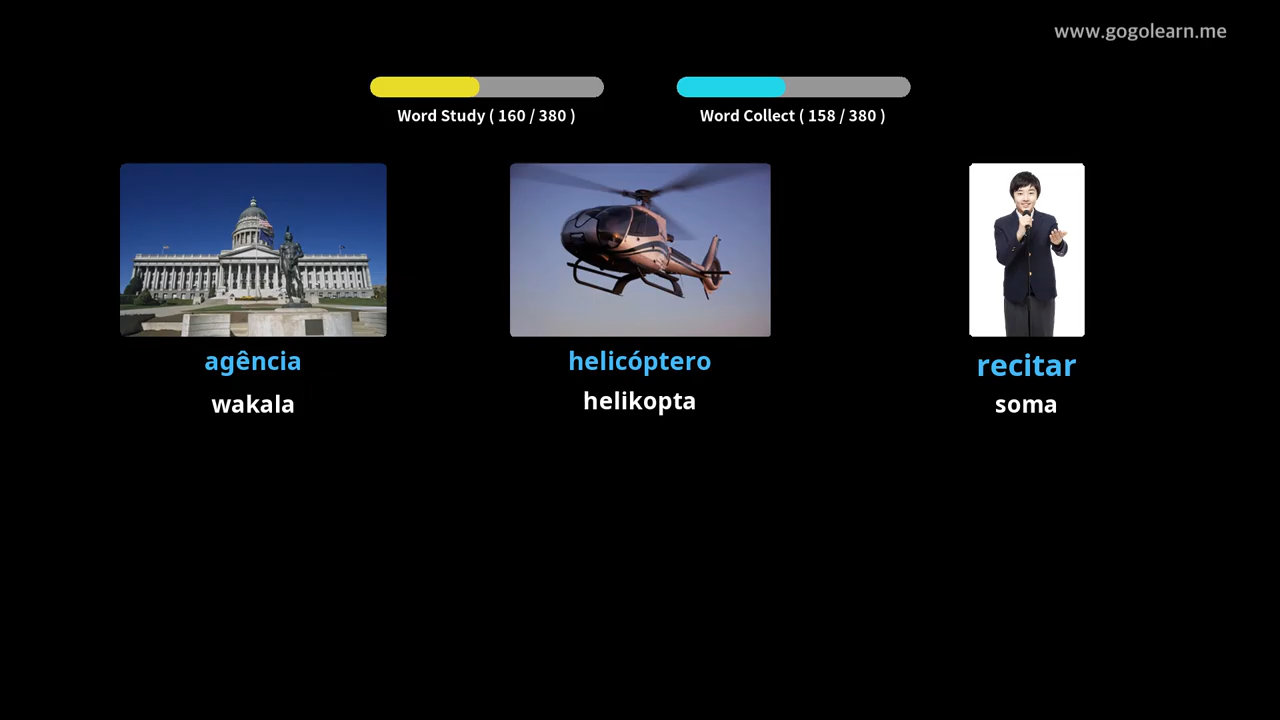 www.gogolearn.me
Word Study ( 160 / 380 )
Word Collect ( 158 / 380 )
agência
wakala
helicóptero
helikopta
recitar
soma